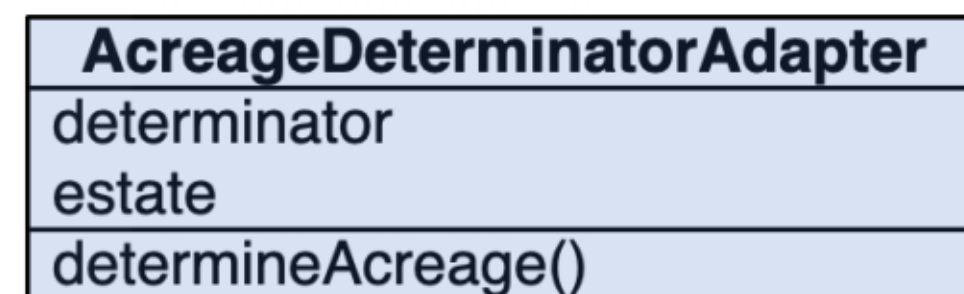 AcreageDeterminatorAdapter
determinator
estate
determineAcreage()